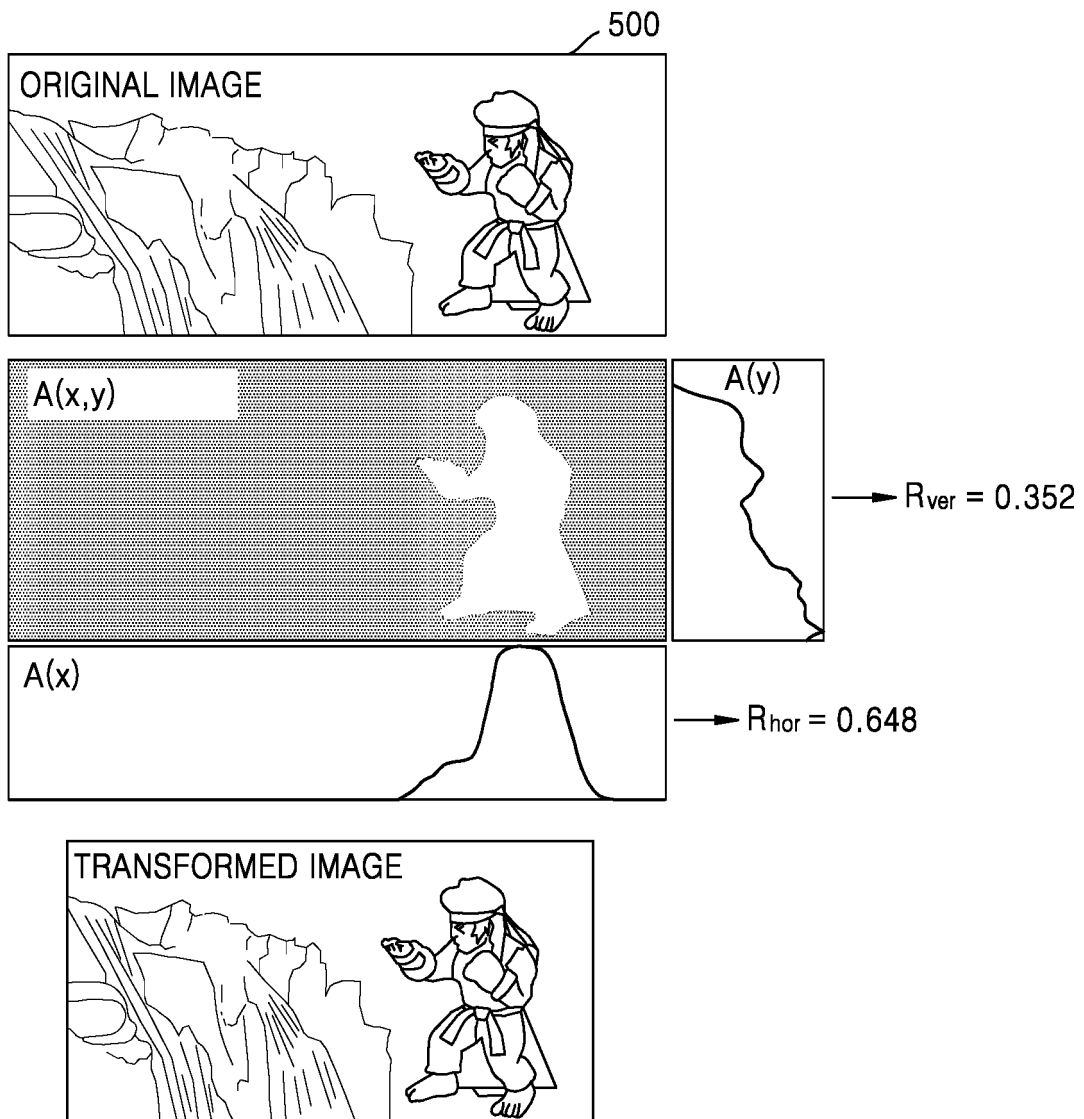 500
ORIGINAL IMAGE
A(x,y)
A(y)
Rver = 0.352
A(x)
Rhor = 0.648
TRANSFORMED IMAGE